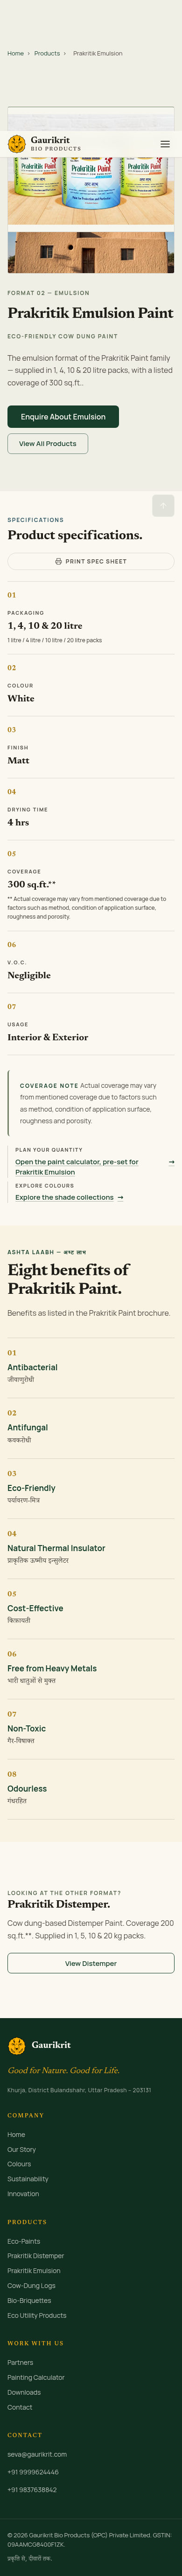 Home › Products › Prakritik Emulsion
Gaurikrit
BIO PRODUCTS
FORMAT 02 — EMULSION
Prakritik Emulsion Paint
ECO-FRIENDLY COW DUNG PAINT
The emulsion format of the Prakritik Paint family
— supplied in 1, 4, 10 & 20 litre packs, with a listed
coverage of 300 sq.ft..
Enquire About Emulsion
View All Products
SPECIFICATIONS
Product specifications.
PRINT SPEC SHEET
01
PACKAGING
1, 4, 10 & 20 litre
1 litre / 4 litre / 10 litre / 20 litre packs
02
COLOUR
White
03
FINISH
Matt
04
DRYING TIME
4 hrs
05
COVERAGE
300 sq.ft.**
** Actual coverage may vary from mentioned coverage due to
factors such as method, condition of application, surface,
roughness and porosity.
06
V.O.C.
Negligible
07
USAGE
Interior & Exterior
COVERAGE NOTE Actual coverage may vary
from mentioned coverage due to factors such
as method, condition of application, surface,
roughness and porosity.
PLAN YOUR QUANTITY
Open the paint calculator, pre-set for
Prakritik Emulsion →
EXPLORE COLOURS
Explore the shade collections →
ASHTA LAABH — अष्ट लाभ
Eight benefits of
Prakritik Paint.
Benefits as listed in the Prakritik Paint brochure.
01
Antibacterial
जीवाणुरोधी
02
Antifungal
कवकरोधी
03
Eco-Friendly
पर्यावरण-मित्र
04
Natural Thermal Insulator
प्राकृतिक ऊष्मीय इन्सुलेटर
05
Cost-Effective
किफ़ायती
06
Free from Heavy Metals
भारी धातुओं से मुक्त
07
Non-Toxic
गैर-विषाक्त
08
Odourless
गंधरहित
LOOKING AT THE OTHER FORMAT?
Prakritik Distemper.
Cow dung-based Distemper Paint. Coverage 200
sq.ft.**. Supplied in 1, 5, 10 & 20 kg packs.
View Distemper
Gaurikrit
Good for Nature. Good for Life.
Khurja, District Bulandshahr, Uttar Pradesh – 203131
COMPANY
Home
Our Story
Colours
Sustainability
Innovation
PRODUCTS
Eco-Paints
Prakritik Distemper
Prakritik Emulsion
Cow-Dung Logs
Bio-Briquettes
Eco Utility Products
WORK WITH US
Partners
Painting Calculator
Downloads
Contact
CONTACT
seva@gaurikrit.com
+91 9999624446
+91 9837638842
© 2026 Gaurikrit Bio Products (OPC) Private Limited. GSTIN:
09AAMCG8400F1ZK.
प्रकृति से, दीवारों तक.